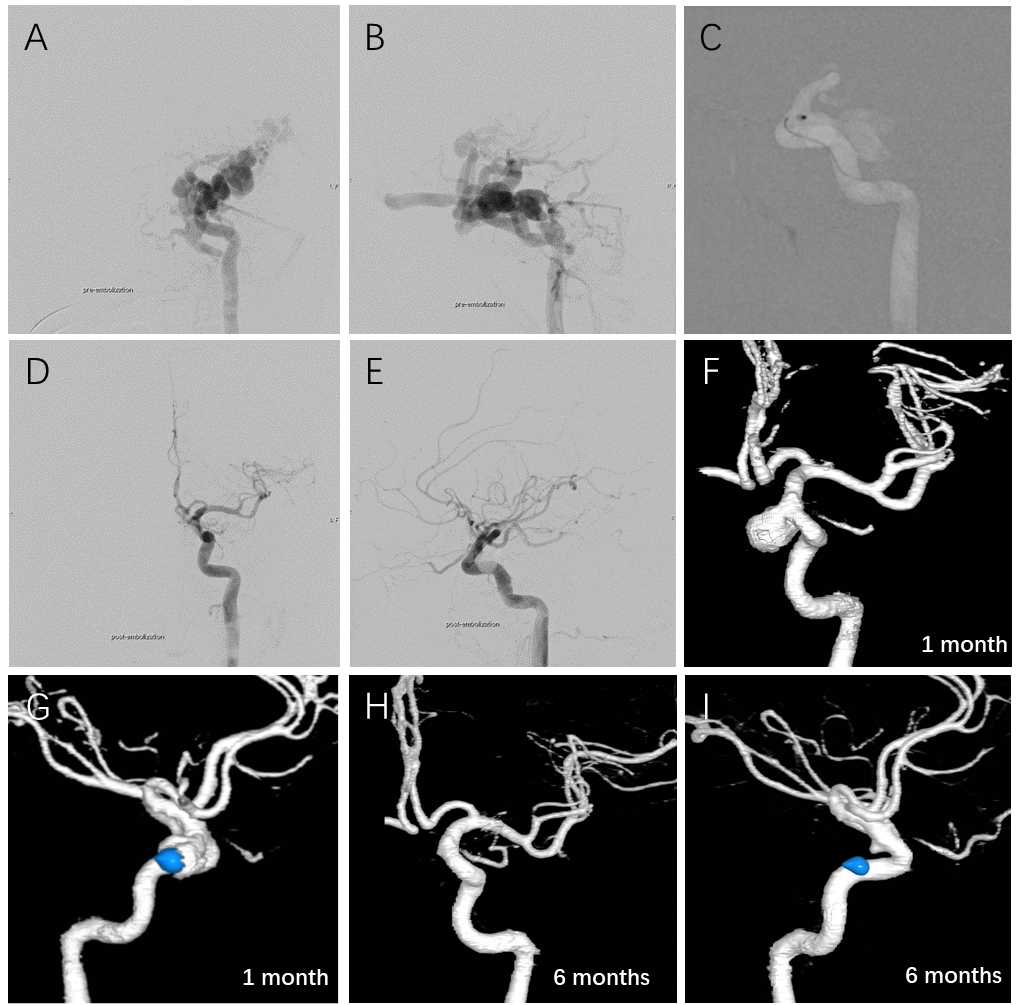 A
B
C
pre-embolization
pre-embolization
D
E
F
post-embolization
post-embolization
1 month
G
H
I
1 month
6 months
6 months